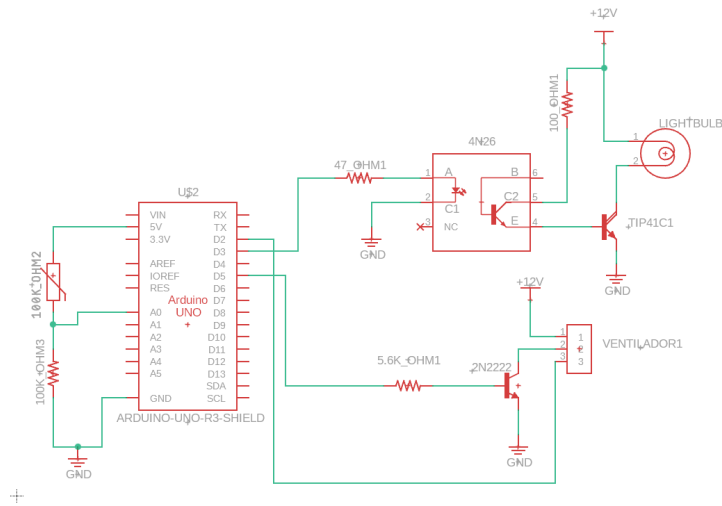 +12V
100_OHM1
LIGHTBULB
1
2
4N26
47_OHM1
1
A
B
6
2
C1
C2
5
3
NC
E
4
TIP41C1
GND
GND
U$2
VIN
RX
5V
TX
3.3V
D2
D3
AREF
D4
IOREF
D5
RES
D6
Arduino
UNO
D7
A0
D8
A1
D9
A2
D10
A3
D11
A4
D12
A5
D13
SDA
GND
SCL
ARDUINO-UNO-R3-SHIELD
100K_OHM2
100K_OHM3
GND
+12V
1
2
3
1
2
3
VENTILADOR1
5.6K_OHM1
2N2222
GND